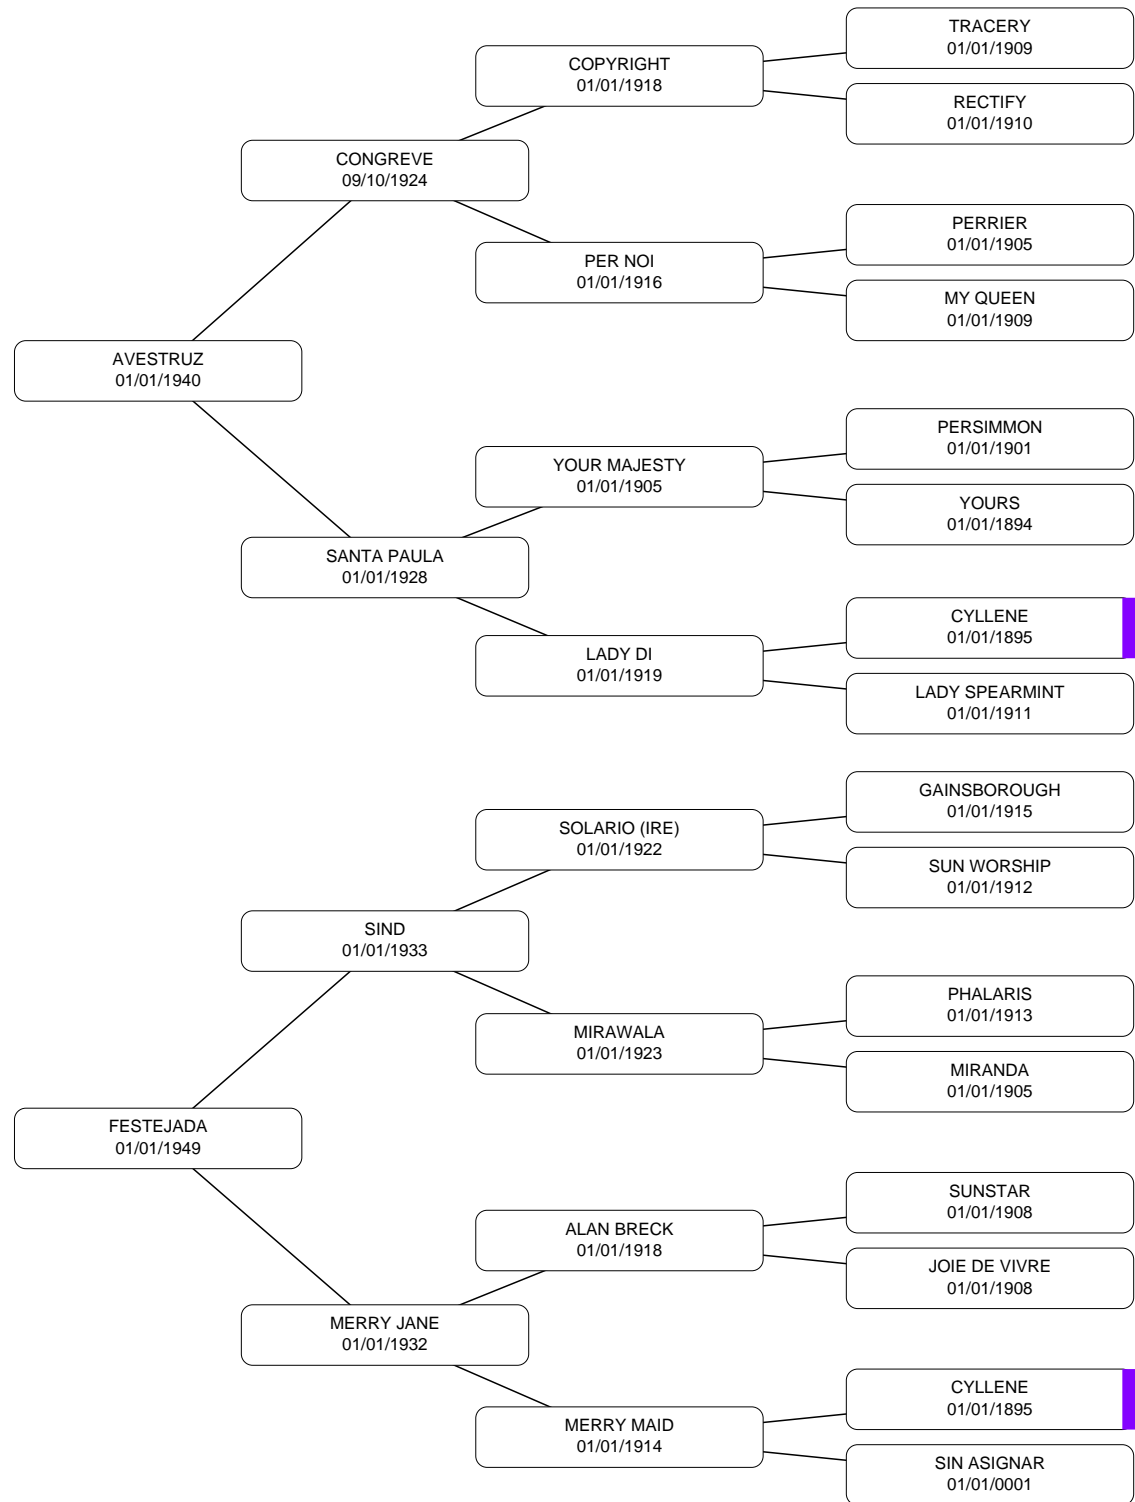 TRACERY
01/01/1909
COPYRIGHT
01/01/1918
RECTIFY
01/01/1910
CONGREVE
09/10/1924
PERRIER
01/01/1905
PER NOI
01/01/1916
MY QUEEN
01/01/1909
AVESTRUZ
01/01/1940
PERSIMMON
01/01/1901
YOUR MAJESTY
01/01/1905
YOURS
01/01/1894
SANTA PAULA
01/01/1928
CYLLENE
01/01/1895
LADY DI
01/01/1919
LADY SPEARMINT
01/01/1911
GAINSBOROUGH
01/01/1915
SOLARIO (IRE)
01/01/1922
SUN WORSHIP
01/01/1912
SIND
01/01/1933
PHALARIS
01/01/1913
MIRAWALA
01/01/1923
MIRANDA
01/01/1905
FESTEJADA
01/01/1949
SUNSTAR
01/01/1908
ALAN BRECK
01/01/1918
JOIE DE VIVRE
01/01/1908
MERRY JANE
01/01/1932
CYLLENE
01/01/1895
MERRY MAID
01/01/1914
SIN ASIGNAR
01/01/0001